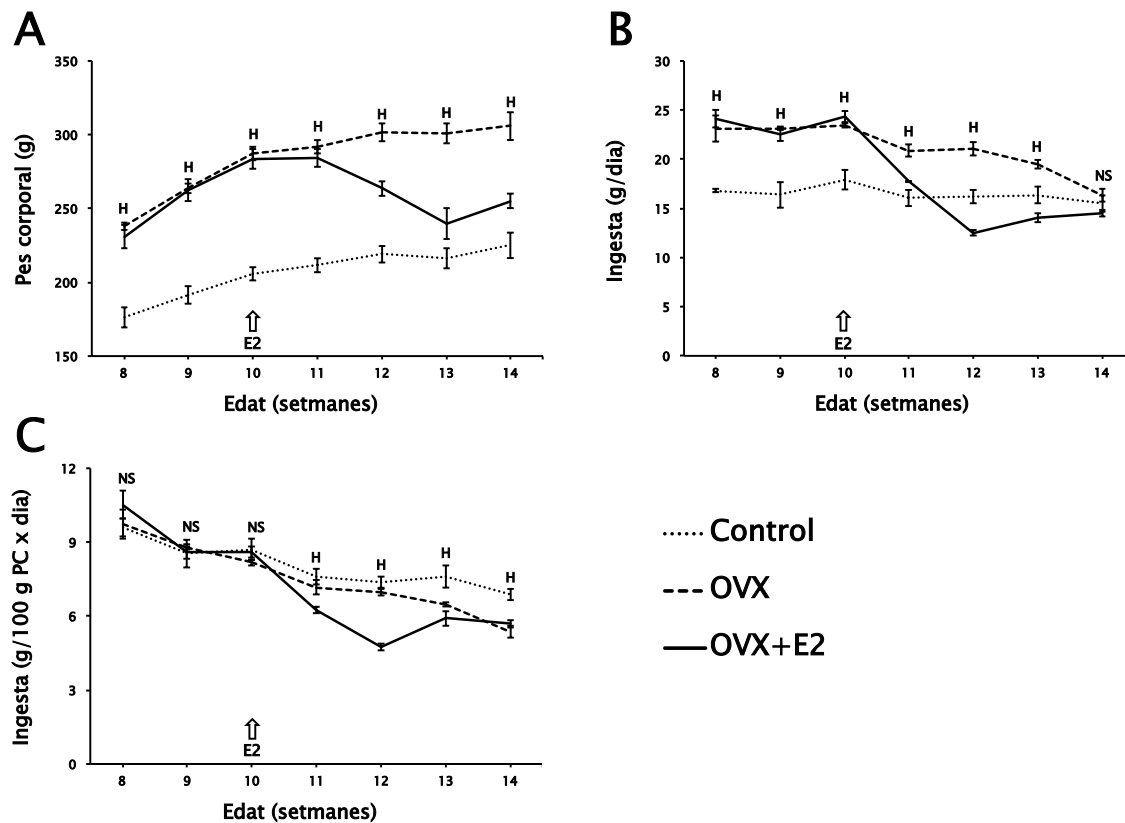 A
Pes corporal (g)
350
300
250
200
150
H
H
H
H
H
H
H
E2
8 9 10 11 12 13 14
Edat (setmanes)
B
Ingesta (g/dia)
30
25
20
15
10
5
0
H
H
H
H
H
H
NS
E2
8 9 10 11 12 13 14
Edat (setmanes)
C
Ingesta (g/100 g PC x dia)
12
9
6
3
0
NS
NS
NS
H
H
H
H
E2
8 9 10 11 12 13 14
Edat (setmanes)
Control
OVX
OVX+E2